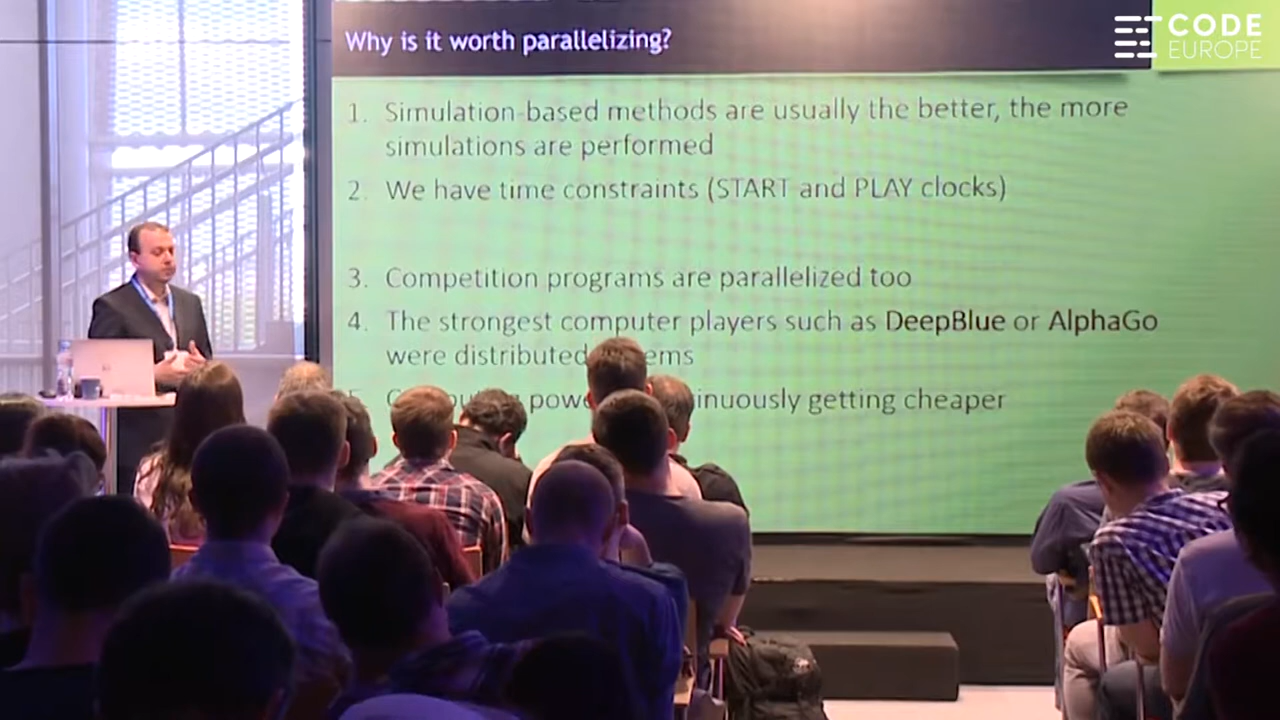 Why is it worth parallelizing?
CODE
EUROPE
1. Simulation-based methods are usually the better, the more
simulations are performed
2. We have time constraints (START and PLAY clocks)
3. Competition programs are parallelized too
4. The strongest computer players such as DeepBlue or AlphaGo
were distributed
getting cheaper